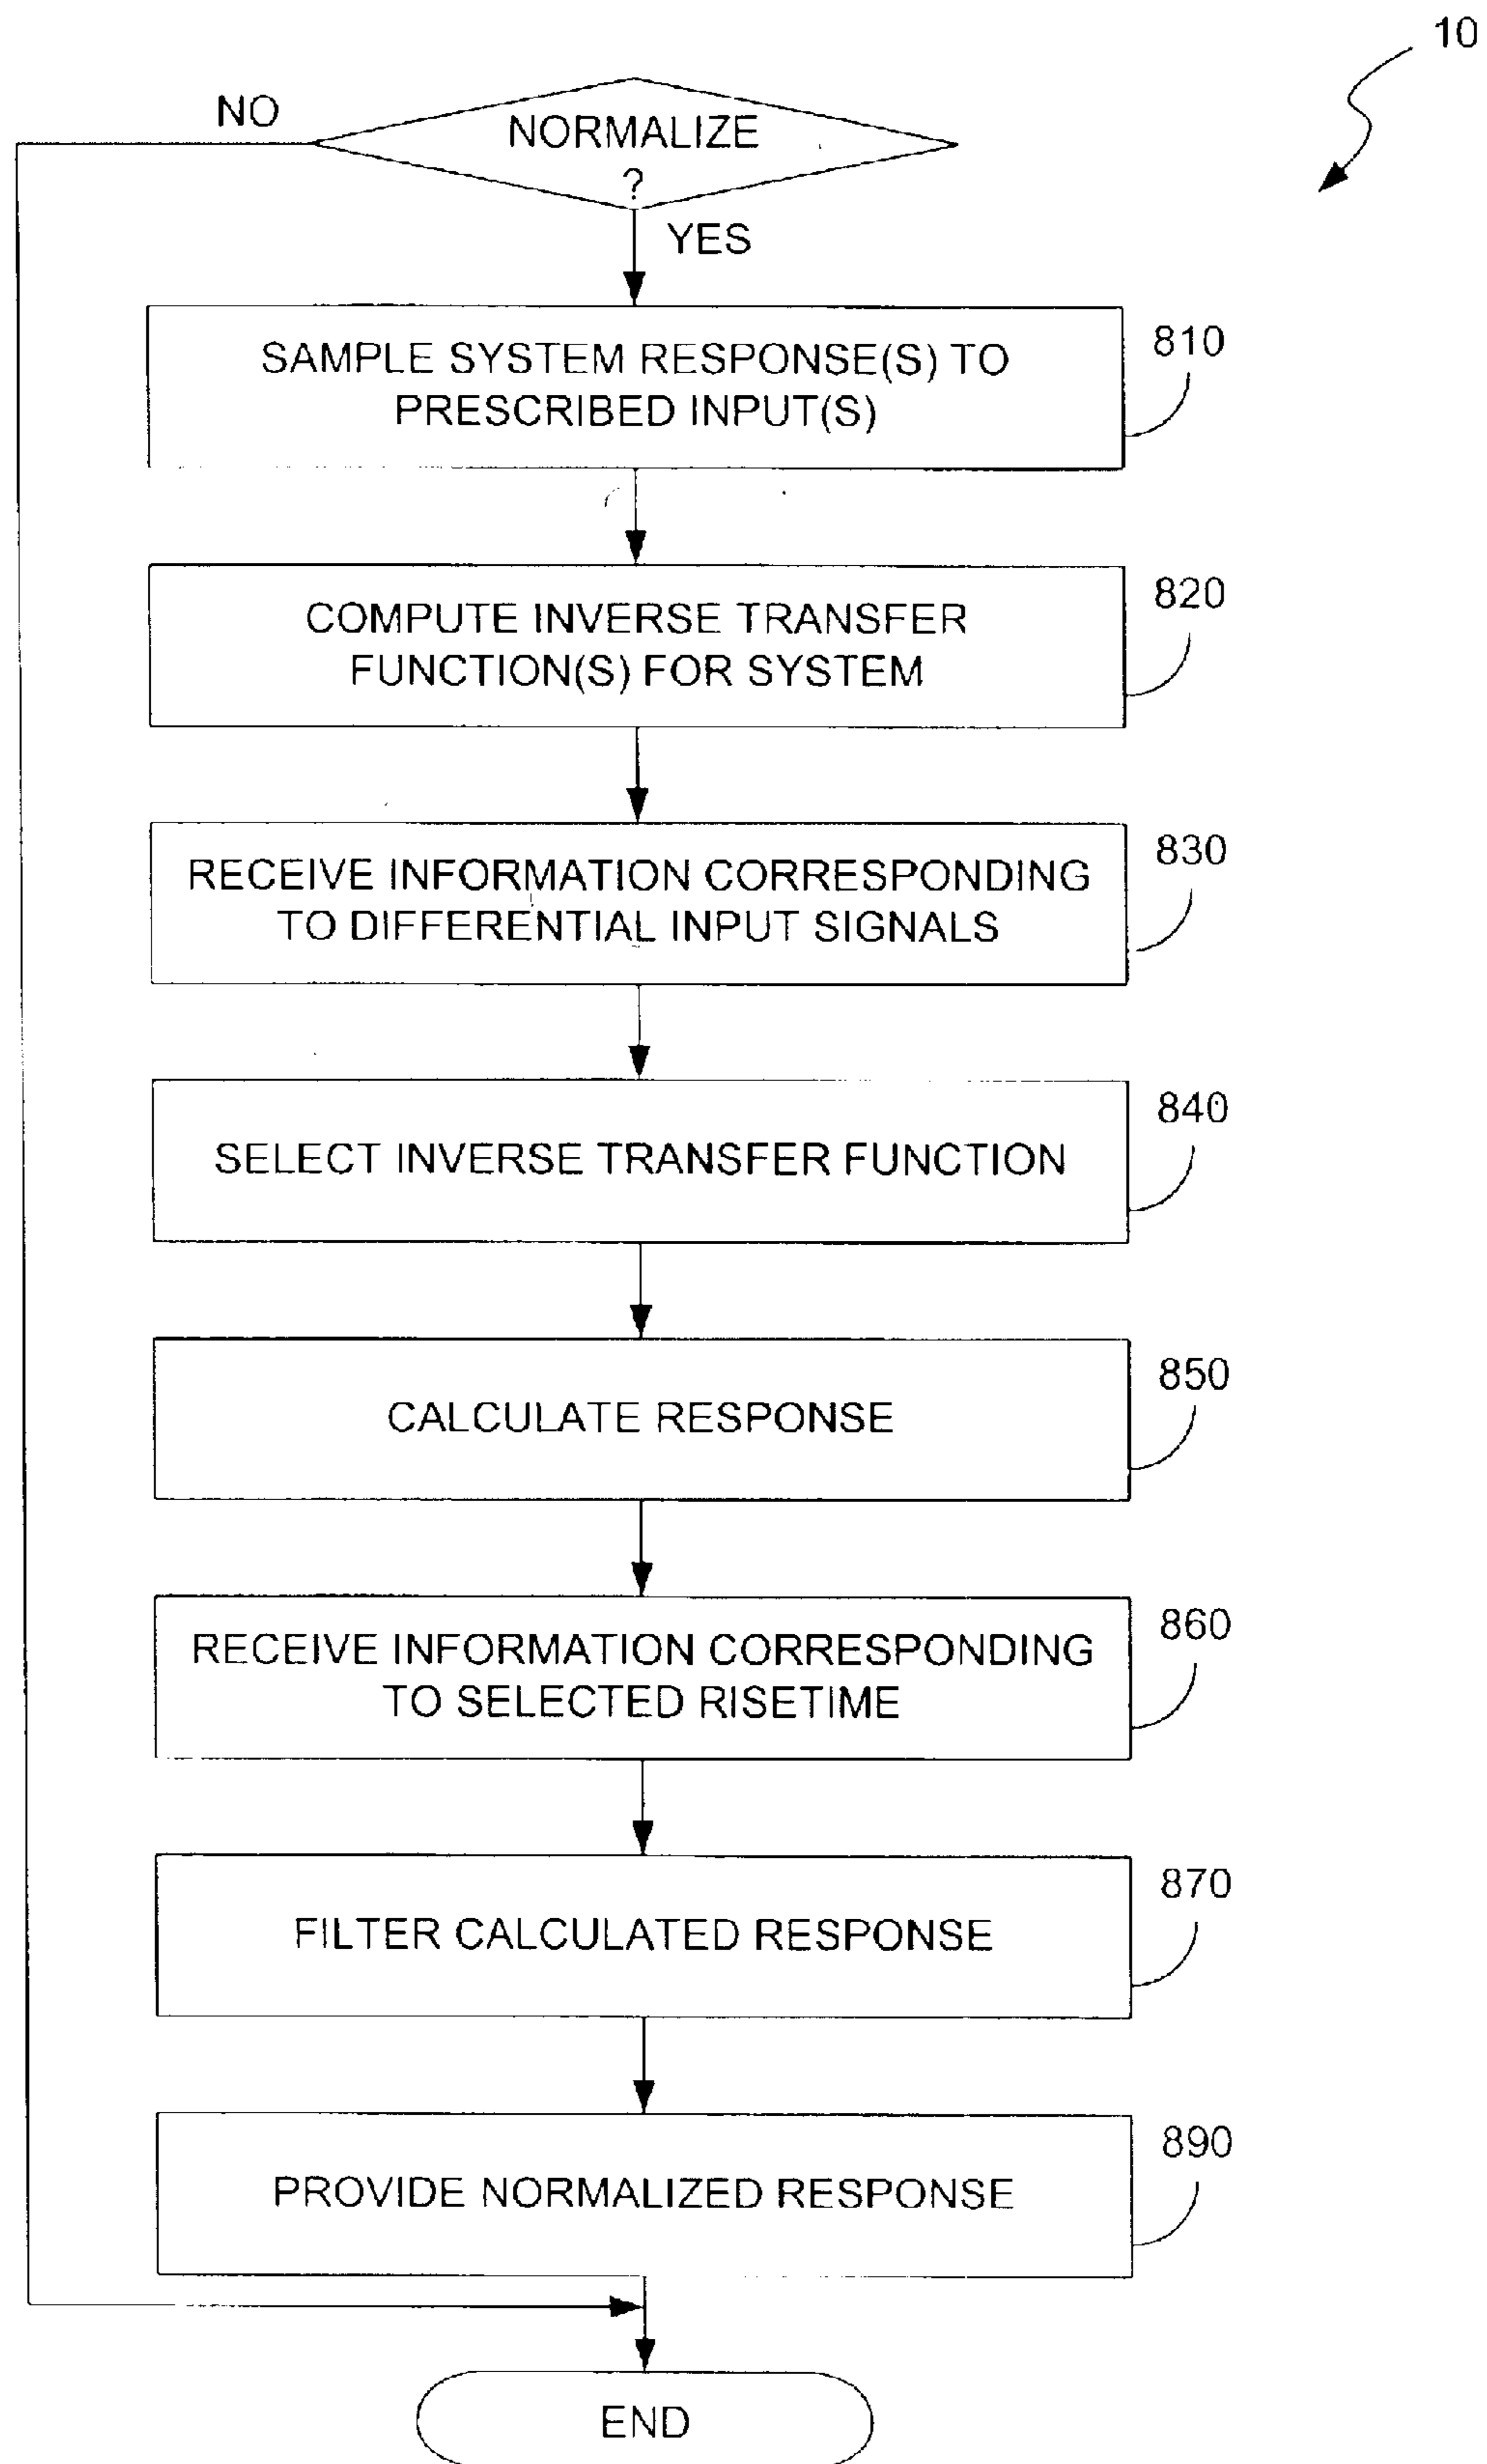 10
NO
NORMALIZE
?
YES
SAMPLE SYSTEM RESPONSE(S) TO
PRESCRIBED INPUT(S)
810
COMPUTE INVERSE TRANSFER
FUNCTION(S) FOR SYSTEM
820
RECEIVE INFORMATION CORRESPONDING
TO DIFFERENTIAL INPUT SIGNALS
830
SELECT INVERSE TRANSFER FUNCTION
840
CALCULATE RESPONSE
850
RECEIVE INFORMATION CORRESPONDING
TO SELECTED RISETIME
860
FILTER CALCULATED RESPONSE
870
PROVIDE NORMALIZED RESPONSE
890
END